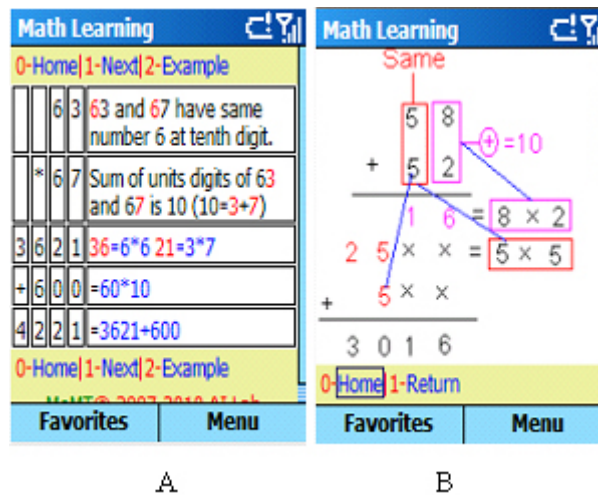 Math Learning
0-Home|1-Next|2-Example
6 3 63 and 67 have same
number 6 at tenth digit.
* 6 7 Sum of units digits of 63
and 67 is 10 (10=3+7)
3 6 2 1 36=6*6 21=3*7
+ 6 0 0 =60*10
4 2 2 1 =3621+600
0-Home|1-Next|2-Example
Favorites Menu
A
Math Learning
Same
5 8
+ =10
+ 5 2
1 6 = 8 × 2
2 5 × × = 5 × 5
+ 5 × ×
3 0 1 6
0-Home|1-Return
Favorites Menu
B